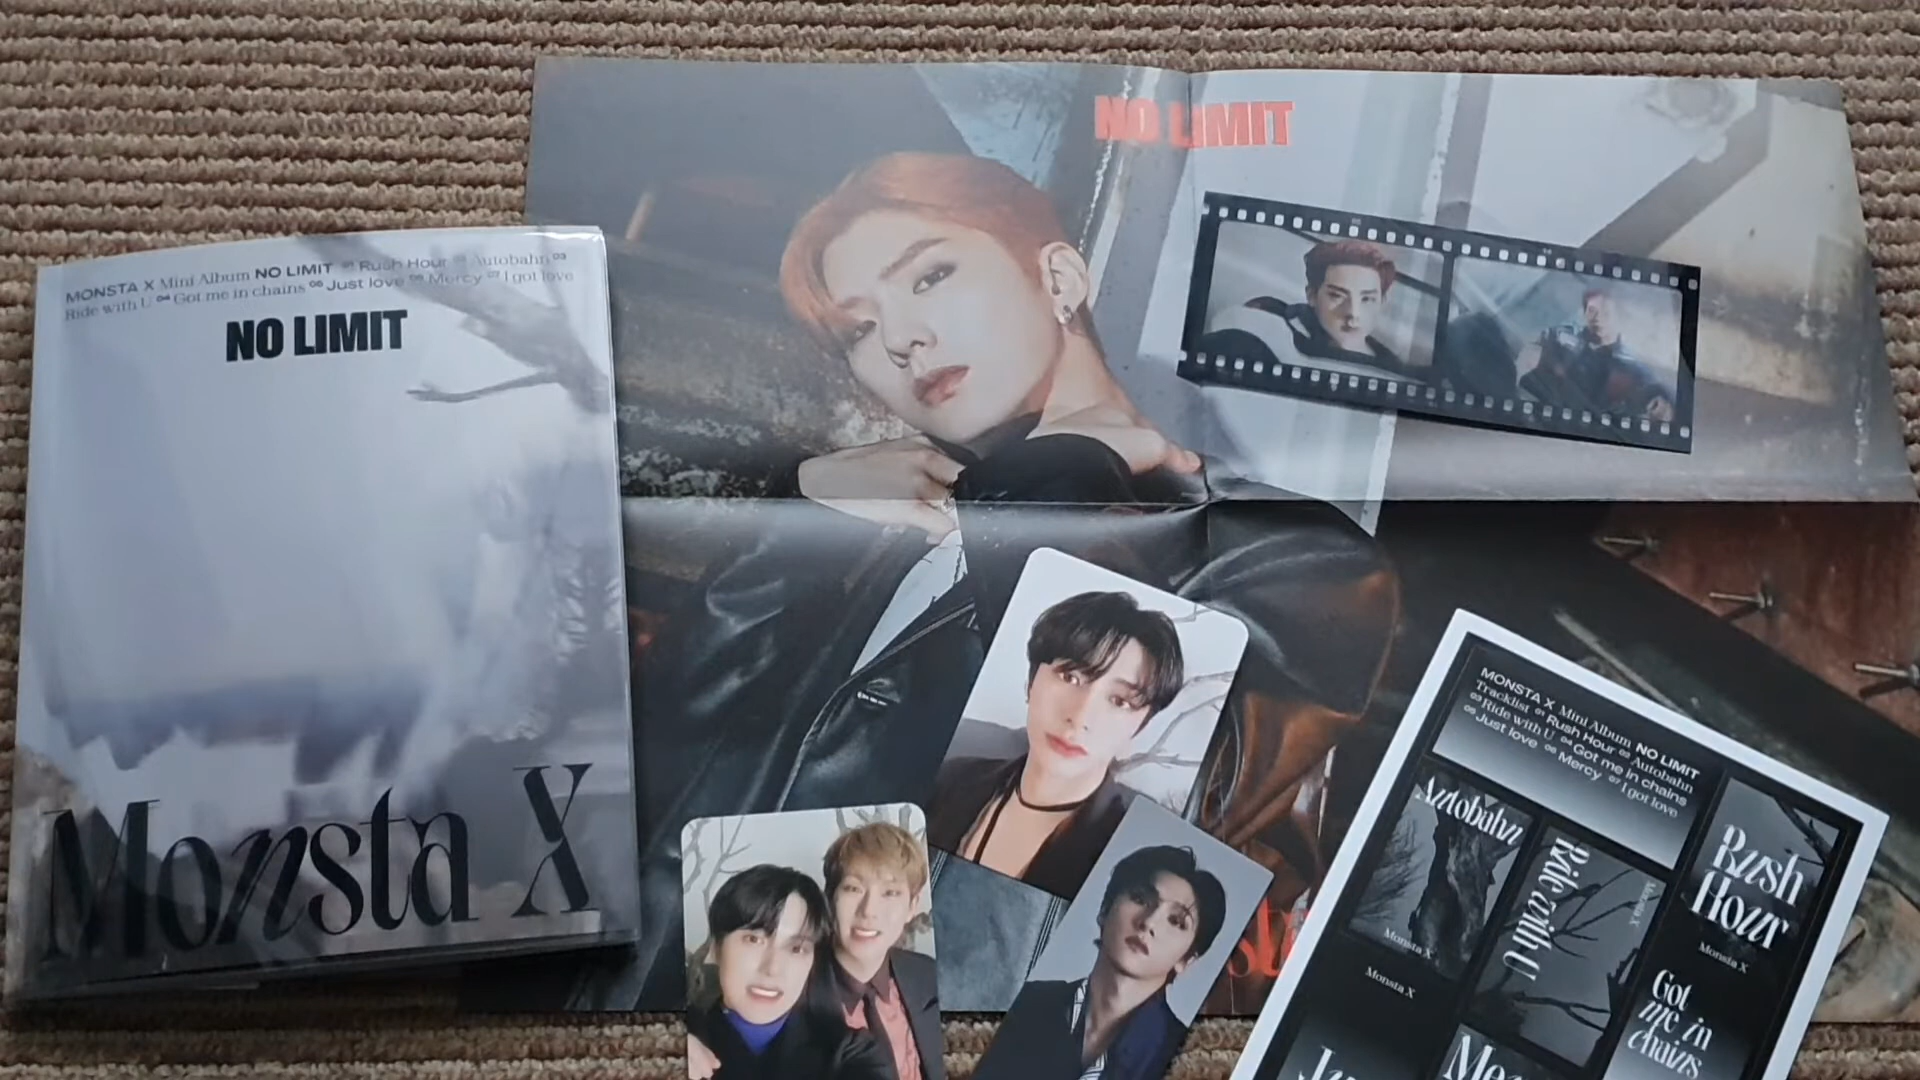 MONSTA X Mini Album NO LIMIT 01 Rush Hour 02 Autobahn 03
Ride with U 04 Got me in chains 05 Just love 06 Mercy 07 I got love
NO LIMIT
Monsta X
NO LIMIT
MONSTA X Mini Album NO LIMIT
Tracklist 01 Rush Hour 02 Autobahn
03 Ride with U 04 Got me in chains
05 Just love 06 Mercy 07 I got love
Autobahn
Monsta X
Ride with U
Monsta X
Rush
Hour
Monsta X
Monsta X
Got
me in
chains